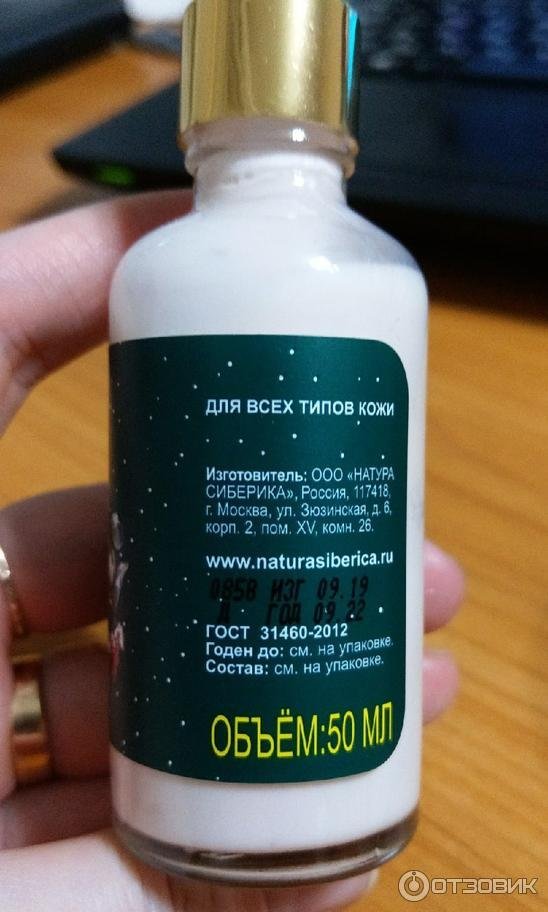 ДЛЯ ВСЕХ ТИПОВ КОЖИ
Изготовитель: ООО «НАТУРА
СИБЕРИКА», Россия, 117418,
г. Москва, ул. Зюзинская, д. 6,
корп. 2, пом. XV, комн. 26.
www.naturasiberica.ru
0858 ИЗГ 09.19
Д ГОД 09.22
ГОСТ 31460-2012
Годен до: см. на упаковке.
Состав: см. на упаковке.
ОБЪЁМ:50 МЛ
ОТЗОВИК